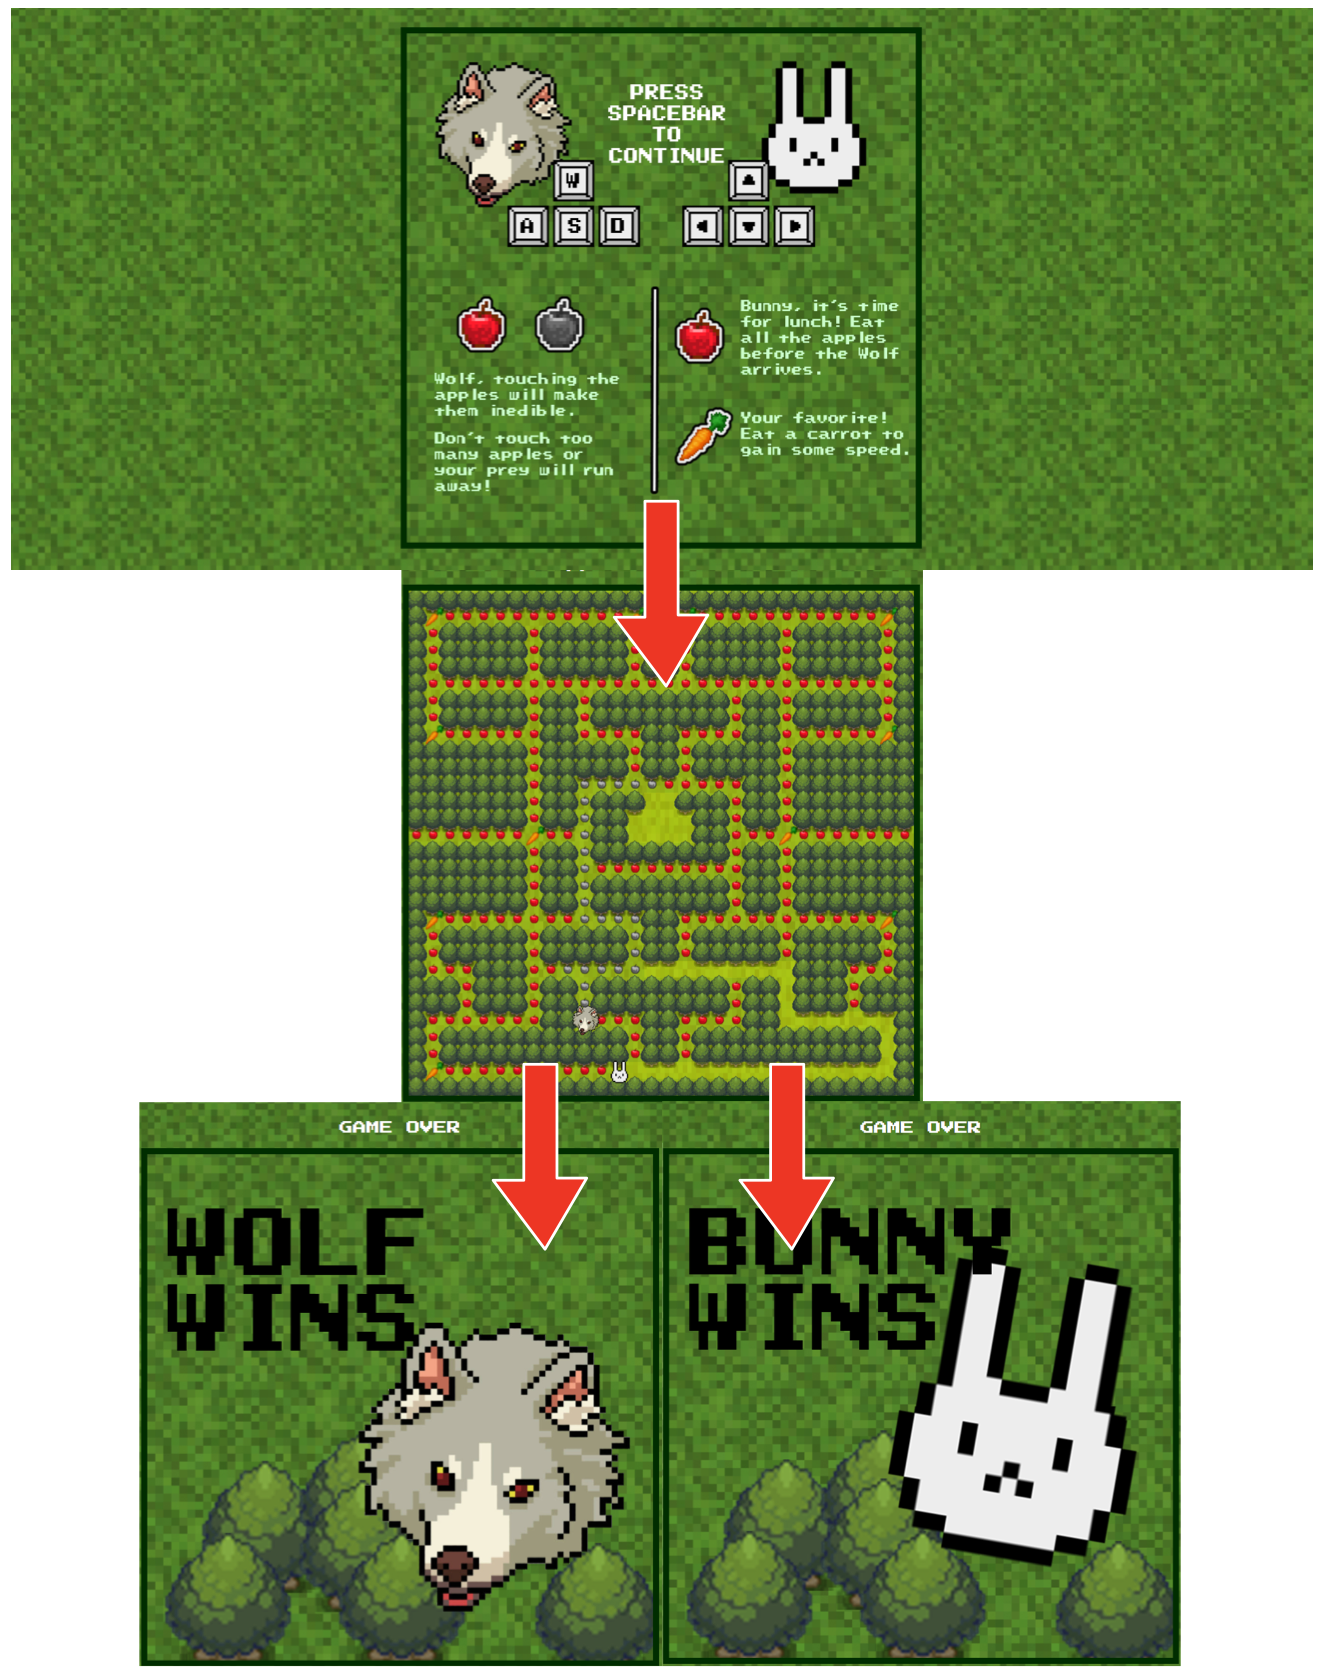 PRESS
SPACEBAR
TO
CONTINUE
W
A S D
Bunny, it's time
for lunch! Eat
all the apples
before the Wolf
arrives.
Wolf, touching the
apples will make
them inedible.
Don't touch too
many apples or
your prey will run
away!
Your favorite!
Eat a carrot to
gain some speed.
GAME OVER
WOLF
WINS
GAME OVER
BUNNY
WINS